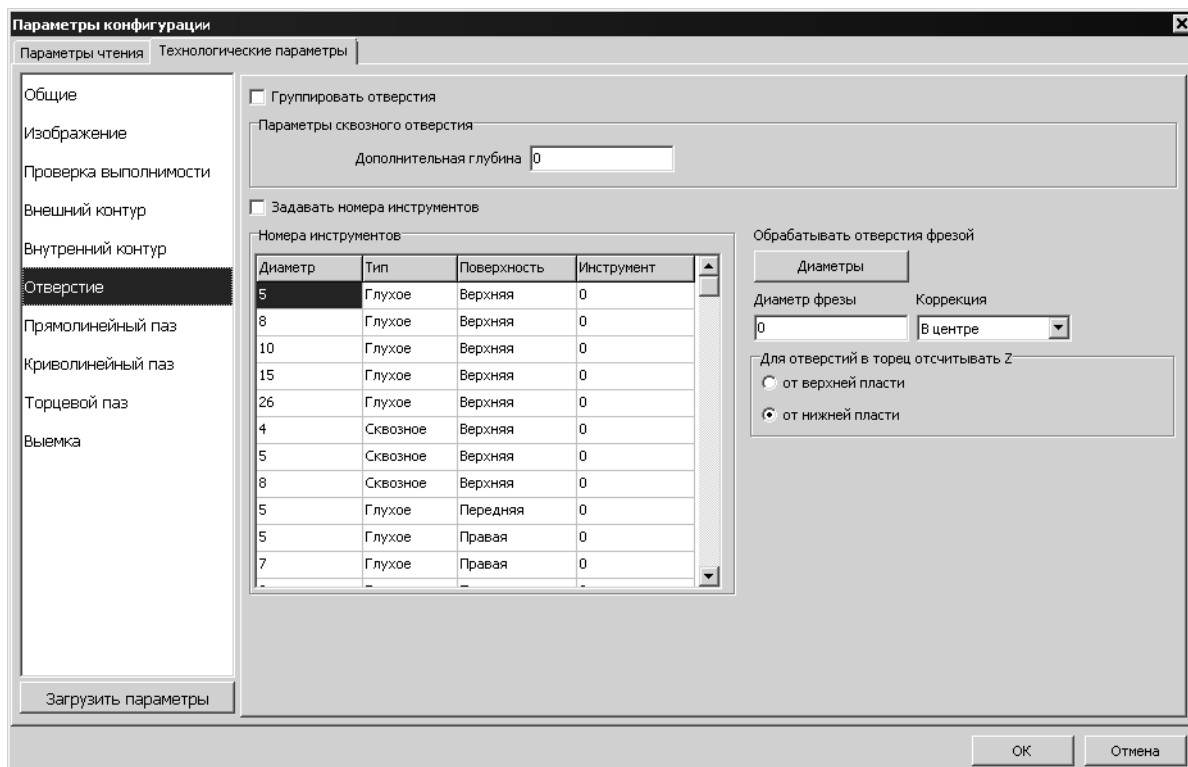 Параметры конфигурации
Параметры чтения Технологические параметры
Общие
Изображение
Проверка выполнимости
Внешний контур
Внутренний контур
Отверстие
Прямолинейный паз
Криволинейный паз
Торцевой паз
Выемка
Загрузить параметры
Группировать отверстия
Параметры сквозного отверстия
Дополнительная глубина 0
Задавать номера инструментов
Номера инструментов
Диаметр Тип Поверхность Инструмент
5 Глухое Верхняя 0
8 Глухое Верхняя 0
10 Глухое Верхняя 0
15 Глухое Верхняя 0
26 Глухое Верхняя 0
4 Сквозное Верхняя 0
5 Сквозное Верхняя 0
8 Сквозное Верхняя 0
5 Глухое Передняя 0
5 Глухое Правая 0
7 Глухое Правая 0
Обрабатывать отверстия фрезой
Диаметры
Диаметр фрезы Коррекция
0 В центре
Для отверстий в торец отсчитывать Z
от верхней пласти
от нижней пласти
ОК Отмена